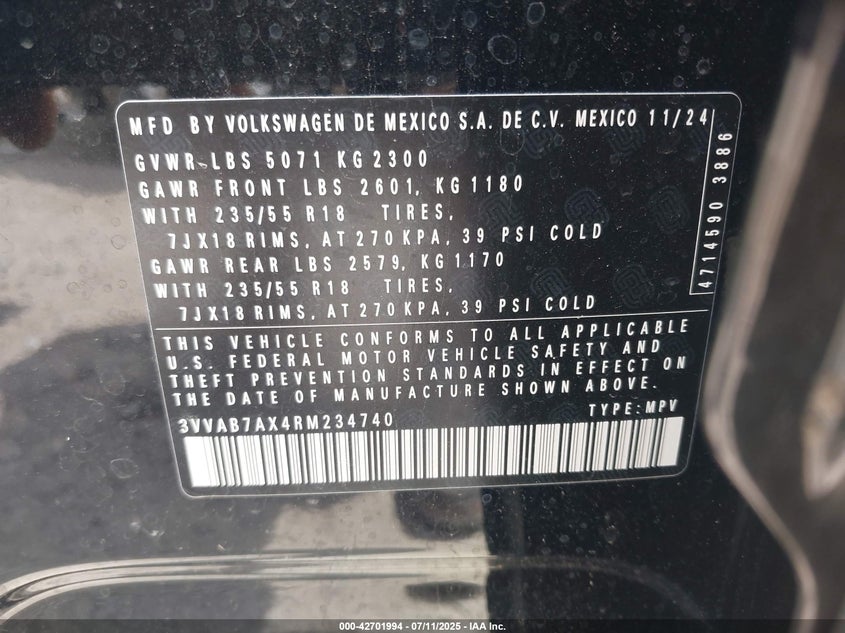 MFD BY VOLKSWAGEN DE MEXICO S.A. DE C.V. MEXICO 11/24
GVWR-LBS 5071 KG 2300
GAWR FRONT LBS 2601, KG 1180
WITH 235/55 R18 TIRES,
7JX18 RIMS, AT 270 KPA, 39 PSI COLD
GAWR REAR LBS 2579, KG 1170
WITH 235/55 R18 TIRES,
7JX18 RIMS, AT 270 KPA, 39 PSI COLD
4714590 3886
THIS VEHICLE CONFORMS TO ALL APPLICABLE
U.S. FEDERAL MOTOR VEHICLE SAFETY AND
THEFT PREVENTION STANDARDS IN EFFECT ON
THE DATE OF MANUFACTURE SHOWN ABOVE.
3VVAB7AX4RM234740 TYPE: MPV
000-42701994 - 07/11/2025 - IAA Inc.